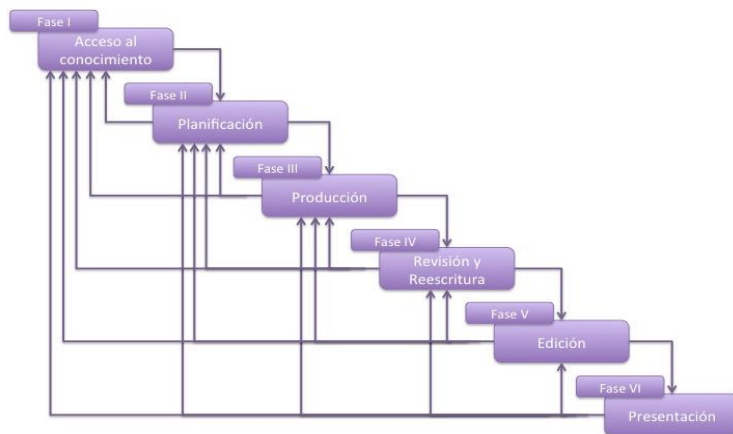 Fase I
Acceso al
conocimiento
Fase II
Planificación
Fase III
Producción
Fase IV
Revisión y
Reescritura
Fase V
Edición
Fase VI
Presentación